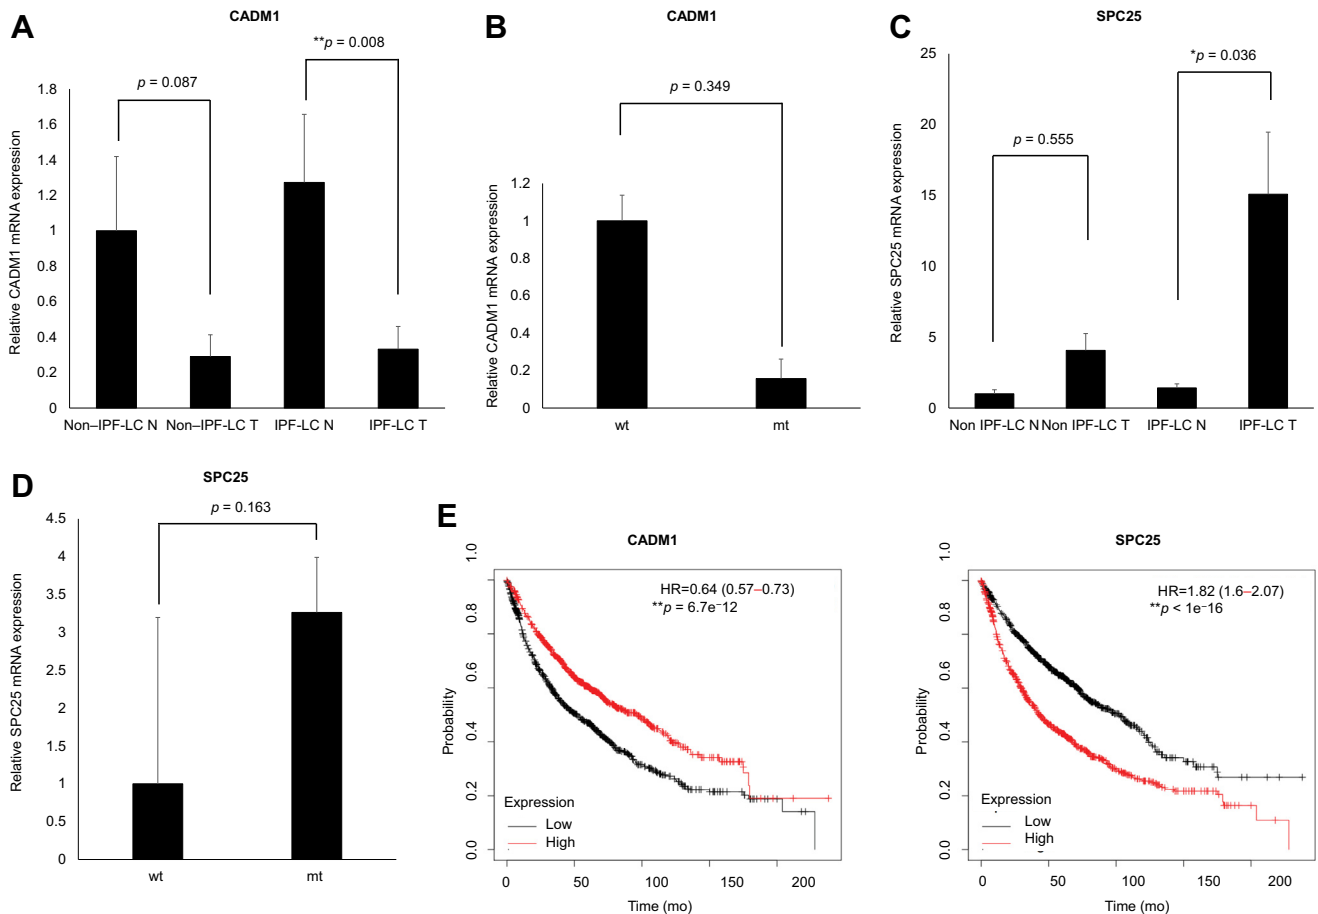 A
CADM1
**p = 0.008
p = 0.087
Relative CADM1 mRNA expression
1.8
1.6
1.4
1.2
1
0.8
0.6
0.4
0.2
0
Non–IPF-LC N
Non–IPF-LC T
IPF-LC N
IPF-LC T
B
CADM1
p = 0.349
Relative CADM1 mRNA expression
1.2
1
0.8
0.6
0.4
0.2
0
wt
mt
C
SPC25
*p = 0.036
p = 0.555
Relative SPC25 mRNA expression
25
20
15
10
5
0
Non IPF-LC N
Non IPF-LC T
IPF-LC N
IPF-LC T
D
SPC25
p = 0.163
Relative SPC25 mRNA expression
4.5
4
3.5
3
2.5
2
1.5
1
0.5
0
wt
mt
E
CADM1
HR=0.64 (0.57–0.73)
**p = 6.7e−12
Probability
1.0
0.8
0.6
0.4
0.2
0.0
Expression
Low
High
0
50
100
150
200
Time (mo)
SPC25
HR=1.82 (1.6–2.07)
**p < 1e−16
Probability
1.0
0.8
0.6
0.4
0.2
0.0
Expression
Low
High
0
50
100
150
200
Time (mo)